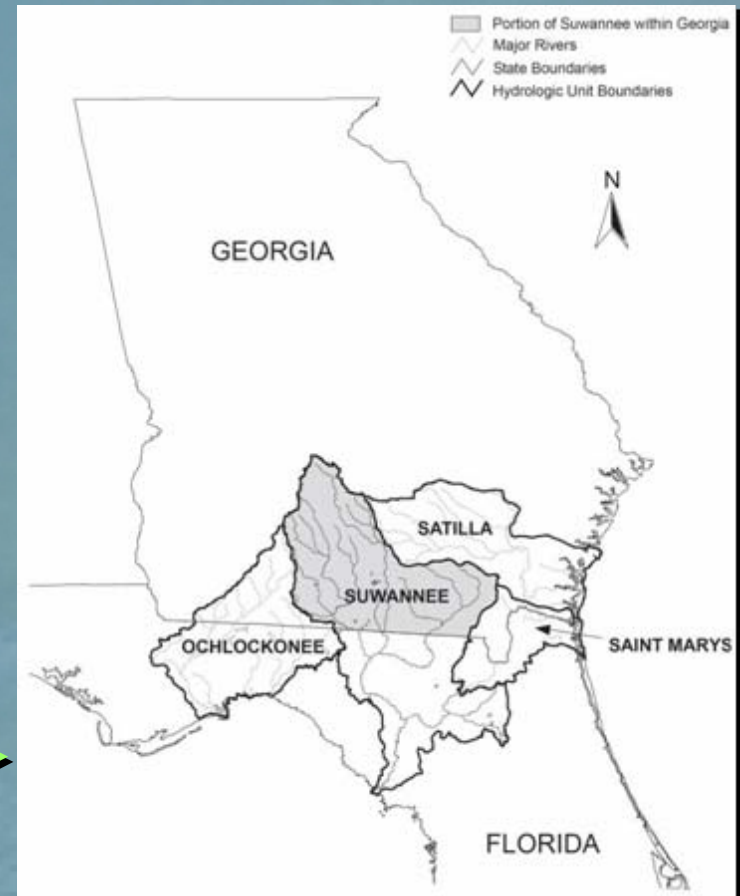 Portion of Suwannee within Georgia
Major Rivers
State Boundaries
Hydrologic Unit Boundaries
N
GEORGIA
SATILLA
SUWANNEE
OCHLOCKONEE
SAINT MARYS
FLORIDA